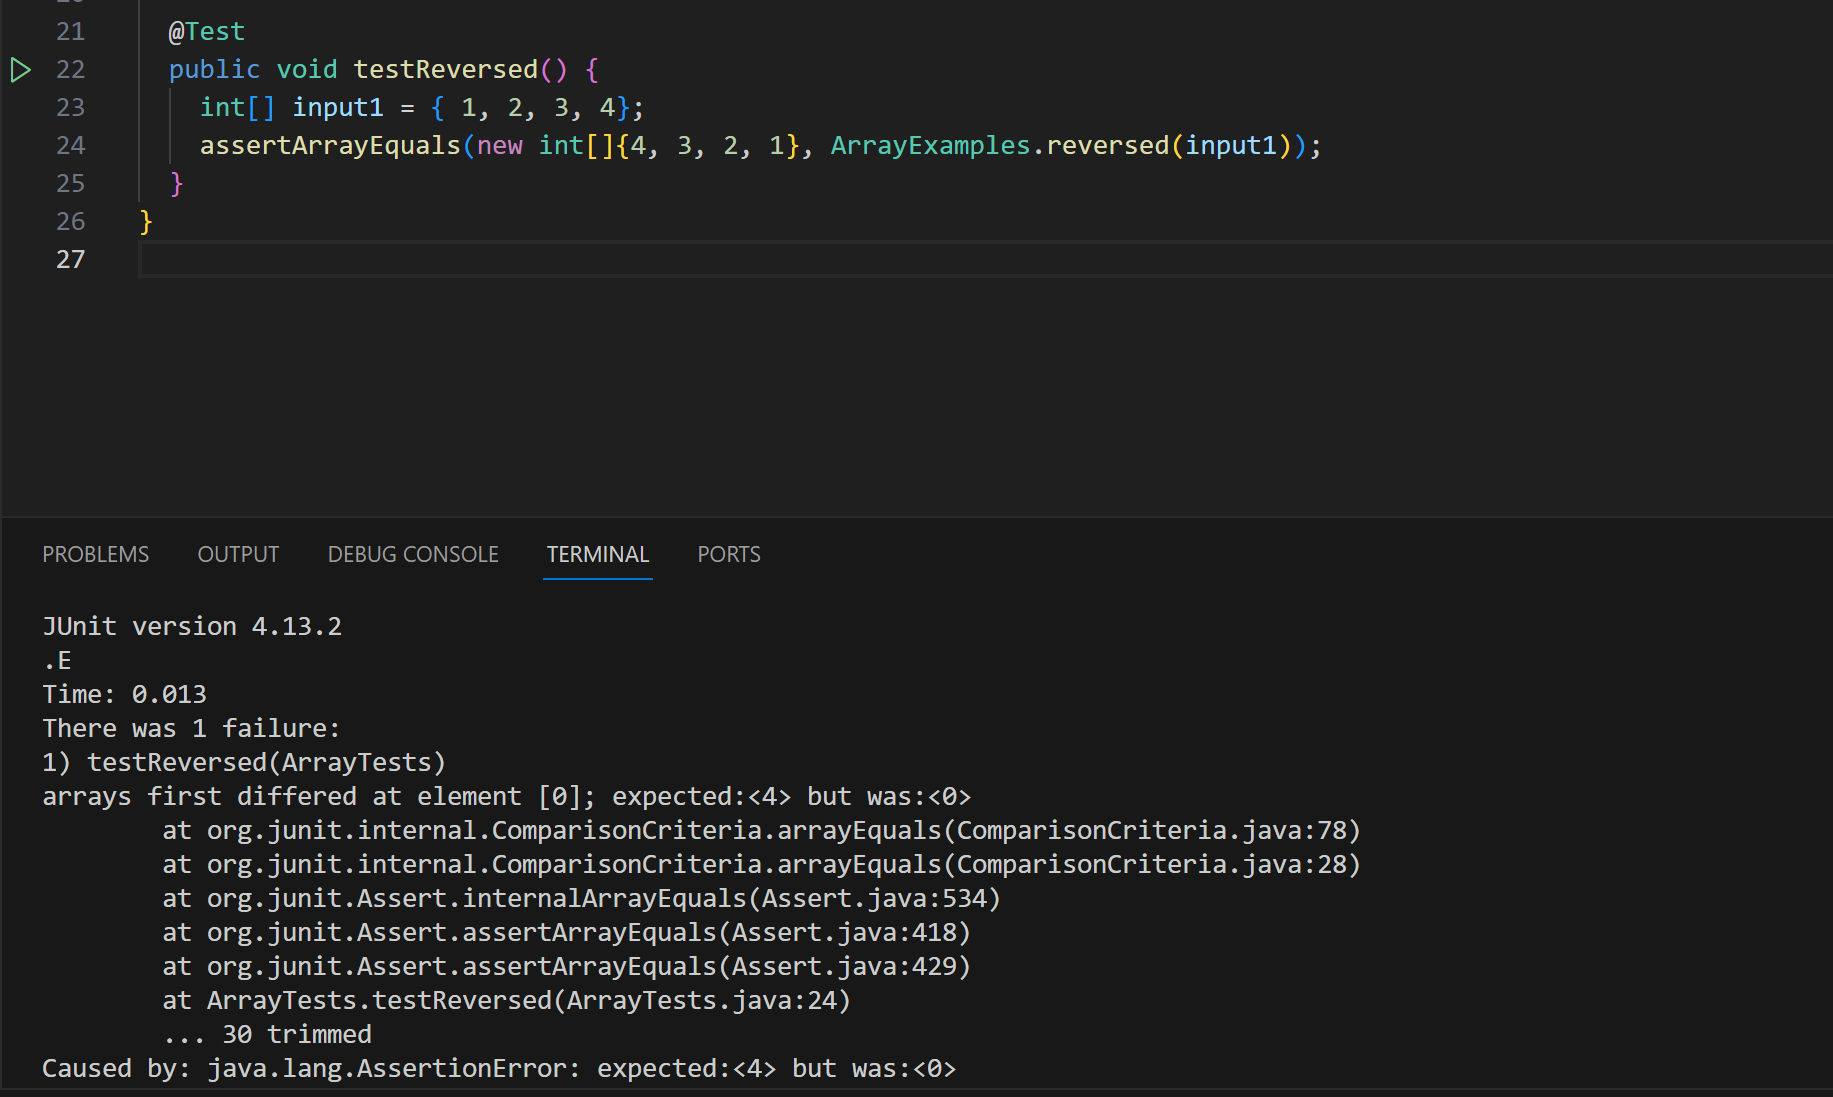 21 @Test
22 public void testReversed() {
23 int[] input1 = { 1, 2, 3, 4};
24 assertArrayEquals(new int[]{4, 3, 2, 1}, ArrayExamples.reversed(input1));
25 }
26 }
27
PROBLEMS OUTPUT DEBUG CONSOLE TERMINAL PORTS
JUnit version 4.13.2
.E
Time: 0.013
There was 1 failure:
1) testReversed(ArrayTests)
arrays first differed at element [0]; expected:<4> but was:<0>
at org.junit.internal.ComparisonCriteria.arrayEquals(ComparisonCriteria.java:78)
at org.junit.internal.ComparisonCriteria.arrayEquals(ComparisonCriteria.java:28)
at org.junit.Assert.internalArrayEquals(Assert.java:534)
at org.junit.Assert.assertArrayEquals(Assert.java:418)
at org.junit.Assert.assertArrayEquals(Assert.java:429)
at ArrayTests.testReversed(ArrayTests.java:24)
... 30 trimmed
Caused by: java.lang.AssertionError: expected:<4> but was:<0>